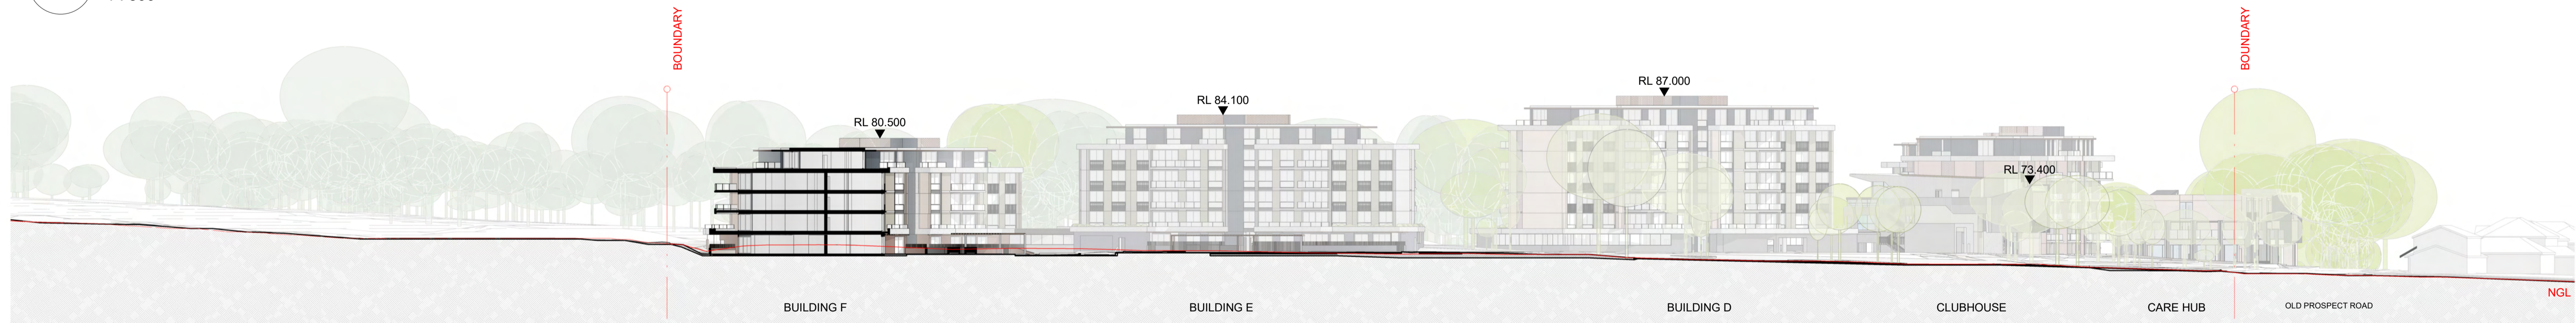 BOUNDARY
BOUNDARY
RL 87.000
RL 84.100
RL 80.500
RL 73.400
NGL
BUILDING F
BUILDING E
BUILDING D
CLUBHOUSE
CARE HUB
OLD PROSPECT ROAD